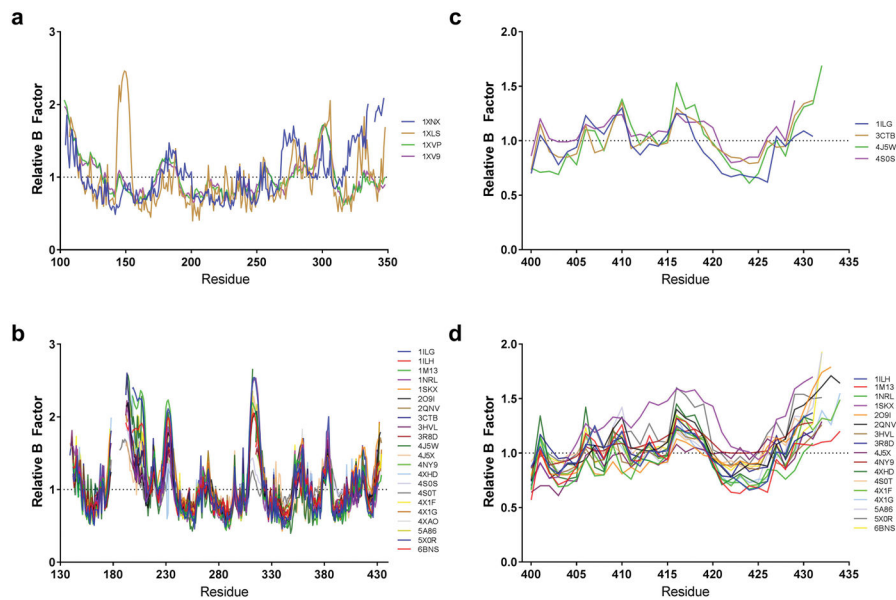 a
Relative B Factor
3
2
1
0
100 150 200 250 300 350
Residue
1XNX
1XLS
1XVP
1XV9
c
Relative B Factor
2.0
1.5
1.0
0.5
0.0
400 405 410 415 420 425 430 435
Residue
1ILG
3CTB
4J5W
4S0S
b
Relative B Factor
3
2
1
0
130 180 230 280 330 380 430
Residue
1ILG
1ILH
1M13
1NRL
1SKX
2O9I
2QNV
3CTB
3HVL
3R8D
4J5W
4J5X
4NY9
4XHD
4S0S
4S0T
4X1F
4X1G
4XAO
5A86
5X0R
6BNS
d
Relative B Factor
2.0
1.5
1.0
0.5
0.0
400 405 410 415 420 425 430 435
Residue
1ILH
1M13
1NRL
1SKX
2O9I
2QNV
3HVL
3R8D
4J5X
4NY9
4XHD
4S0T
4X1F
4X1G
5A86
5X0R
6BNS